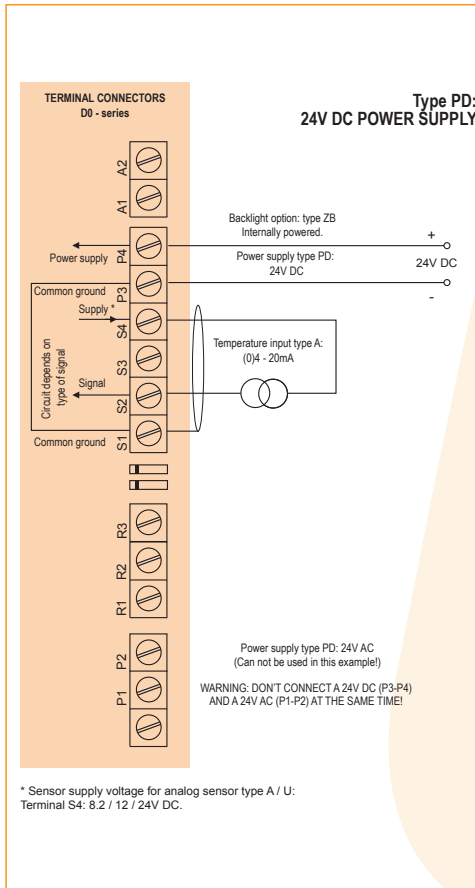 TERMINAL CONNECTORS
D0 - series
Type PD:
24V DC POWER SUPPLY
A2
A1
Backlight option: type ZB
Internally powered.
+
P4
Power supply
Power supply type PD:
24V DC
24V DC
P3
Common ground
-
Supply *
S4
Temperature input type A:
(0)4 - 20mA
S3
Circuit depends on
type of signal
Signal
S2
Common ground
S1
R3
R2
R1
P2
Power supply type PD: 24V AC
(Can not be used in this example!)
P1
WARNING: DON'T CONNECT A 24V DC (P3-P4)
AND A 24V AC (P1-P2) AT THE SAME TIME!
* Sensor supply voltage for analog sensor type A / U:
Terminal S4: 8.2 / 12 / 24V DC.